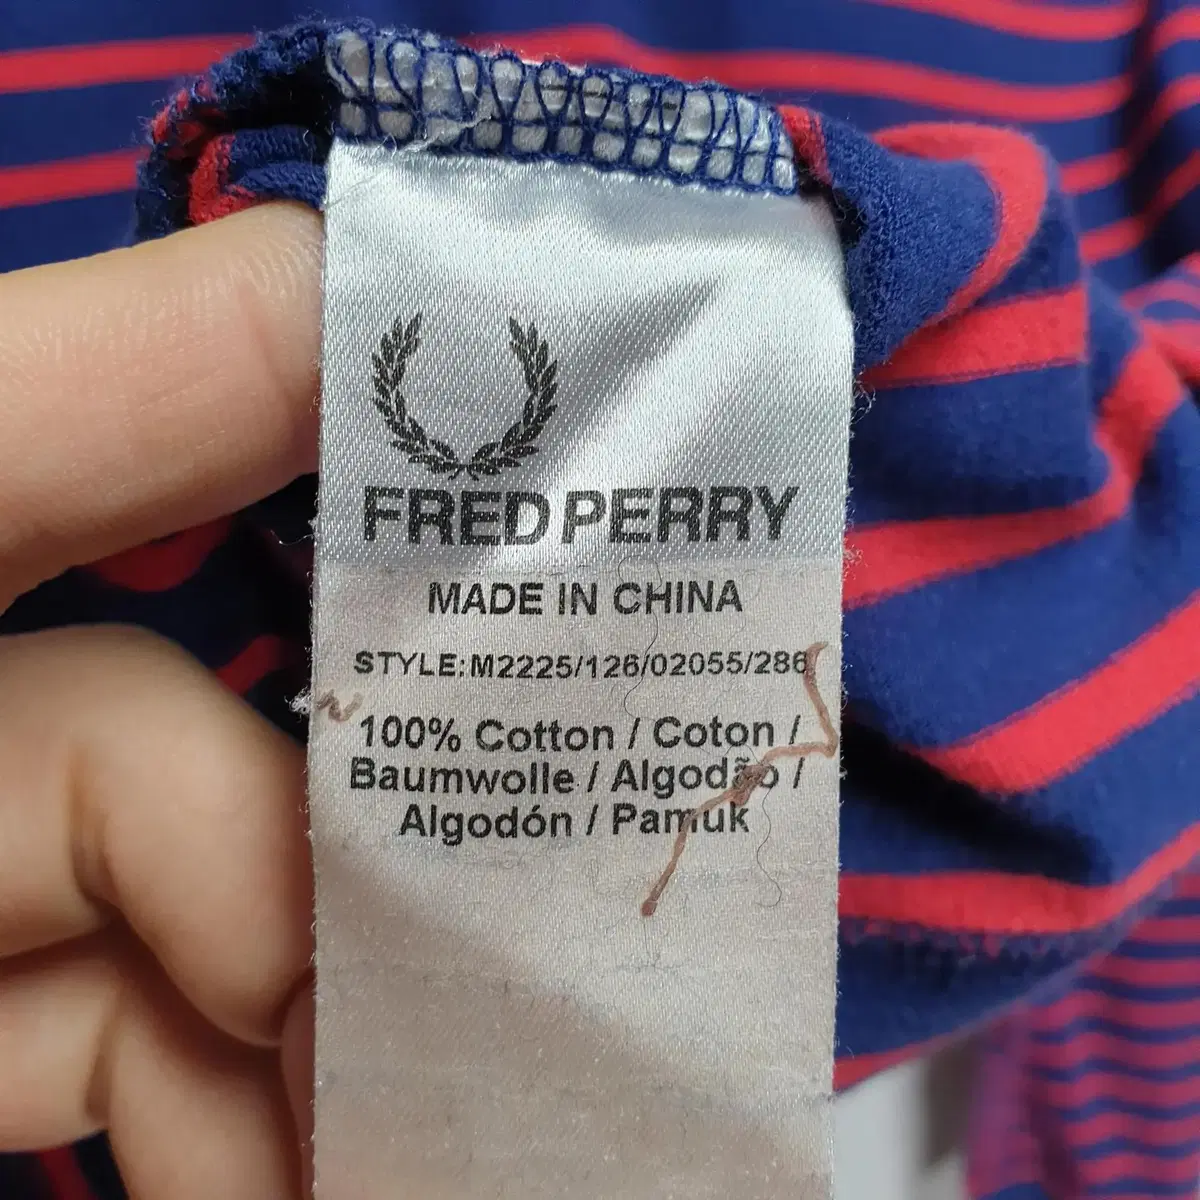 FRED PERRY
MADE IN CHINA
STYLE:M2225/126/02055/286
100% Cotton / Coton /
Baumwolle / Algodão /
Algodón / Pamuk